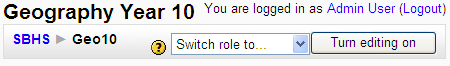 Geography Year 10 You are logged in as Admin User (Logout)
SBHS ► Geo10 ? Switch role to... Turn editing on